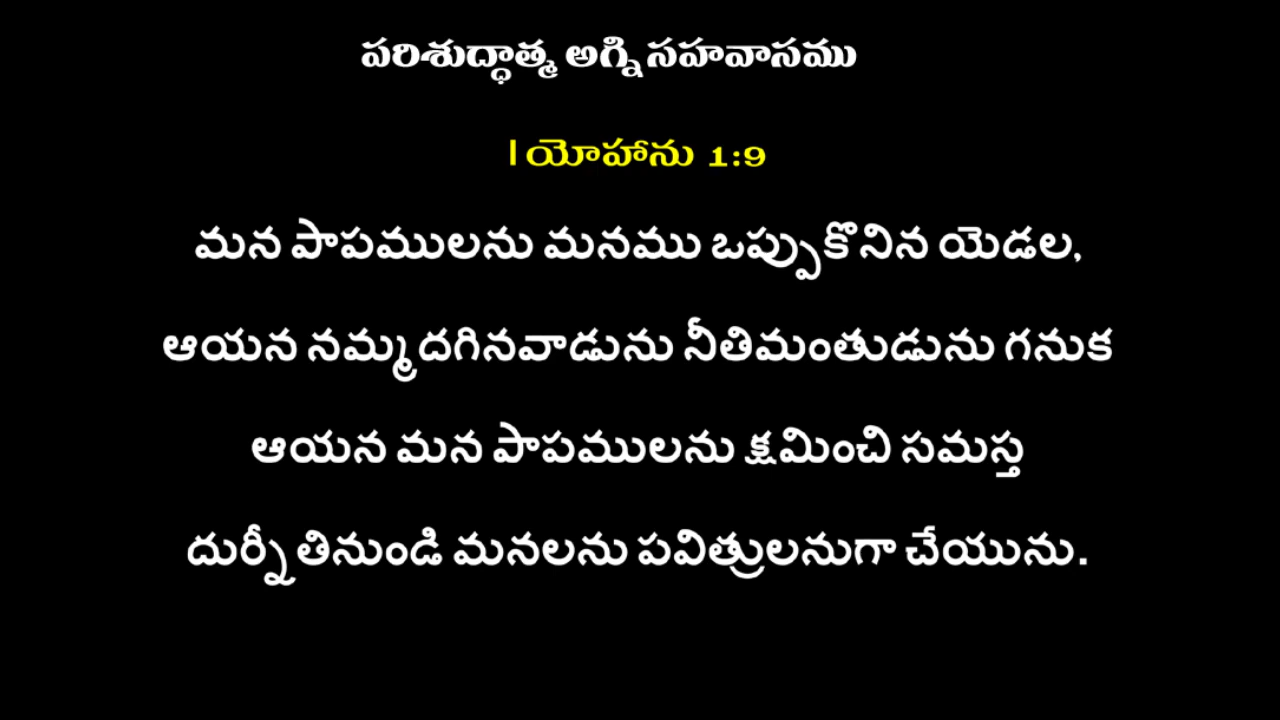 పరిశుద్ధాత్మ అగ్ని సహవాసము
I యోహాను 1:9
మన పాపములను మనము ఒప్పుకొనిన యెడల,
ఆయన నమ్మదగినవాడును నీతిమంతుడును గనుక
ఆయన మన పాపములను క్షమించి సమస్త
దుర్నీతినుండి మనలను పవిత్రులనుగా చేయును.